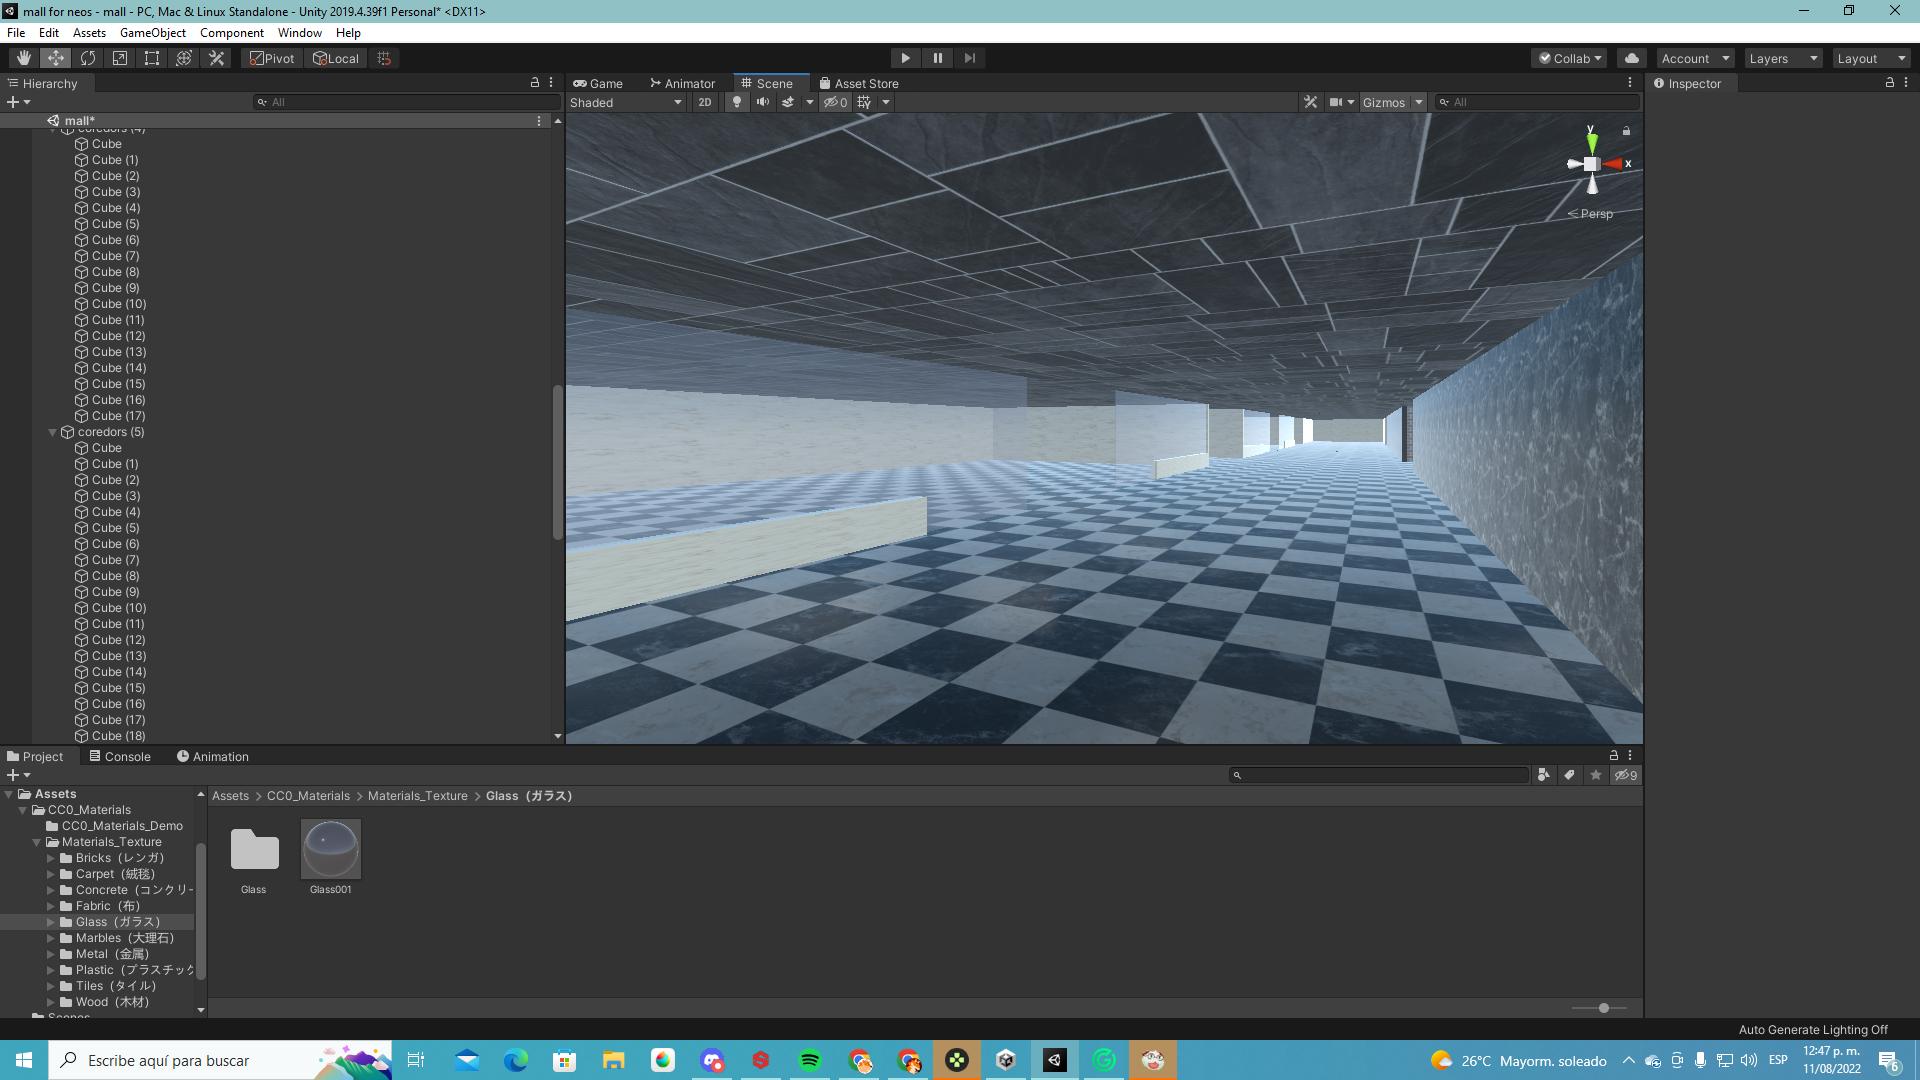 mall for neos - mall - PC, Mac & Linux Standalone - Unity 2019.4.39f1 Personal* <DX11>
File Edit Assets GameObject Component Window Help
Pivot Local Collab Account Layers Layout
Hierarchy
All
mall*
coredors (4)
Cube
Cube (1)
Cube (2)
Cube (3)
Cube (4)
Cube (5)
Cube (6)
Cube (7)
Cube (8)
Cube (9)
Cube (10)
Cube (11)
Cube (12)
Cube (13)
Cube (14)
Cube (15)
Cube (16)
Cube (17)
coredors (5)
Cube
Cube (1)
Cube (2)
Cube (3)
Cube (4)
Cube (5)
Cube (6)
Cube (7)
Cube (8)
Cube (9)
Cube (10)
Cube (11)
Cube (12)
Cube (13)
Cube (14)
Cube (15)
Cube (16)
Cube (17)
Cube (18)
Game Animator Scene Asset Store
Shaded 2D 0 Gizmos All
y
x
Persp
Inspector
Project Console Animation
9
Assets
CC0_Materials
CC0_Materials_Demo
Materials_Texture
Bricks（レンガ）
Carpet（絨毯）
Concrete（コンクリー
Fabric（布）
Glass（ガラス）
Marbles（大理石）
Metal（金属）
Plastic（プラスチック
Tiles（タイル）
Wood（木材）
Scenes
Assets > CC0_Materials > Materials_Texture > Glass（ガラス）
Glass
Glass001
Auto Generate Lighting Off
Escribe aquí para buscar
26°C Mayorm. soleado
ESP
12:47 p. m.
11/08/2022
6